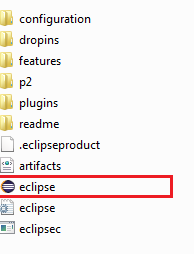 configuration
dropins
features
p2
plugins
readme
.eclipseproduct
artifacts
eclipse
eclipse
eclipsec